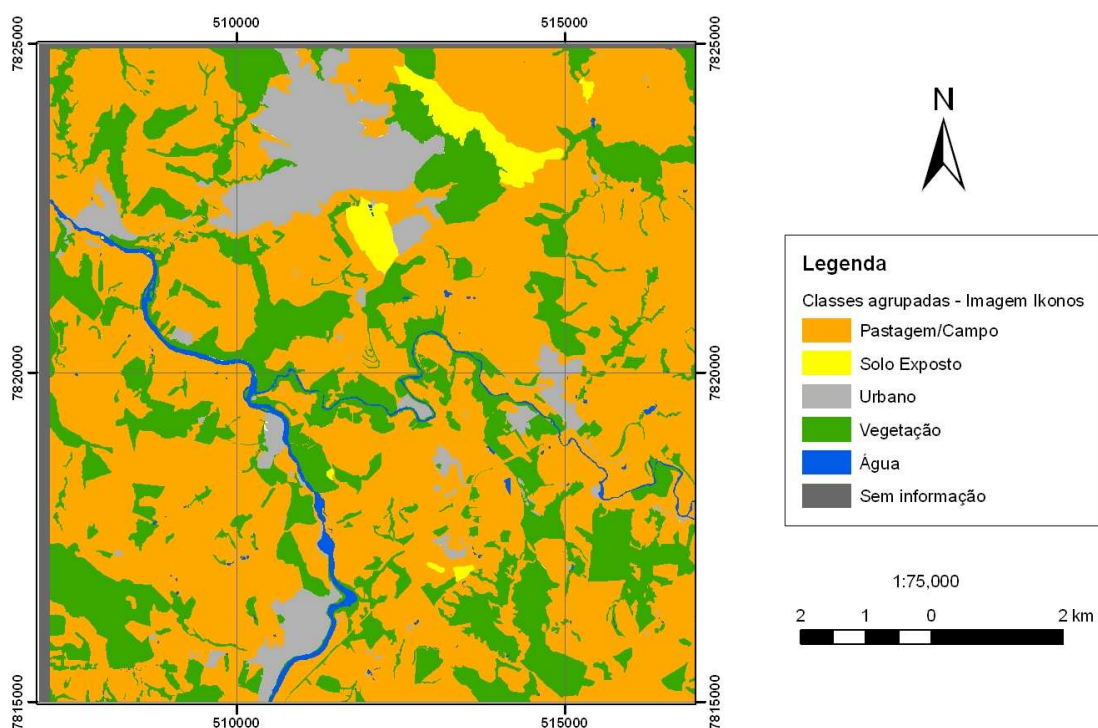 510000
515000
7825000
7825000
7820000
7820000
7815000
7815000
510000
515000
N
Legenda
Classes agrupadas - Imagem Ikonos
Pastagem/Campo
Solo Exposto
Urbano
Vegetação
Água
Sem informação
1:75,000
2 1 0 2 km